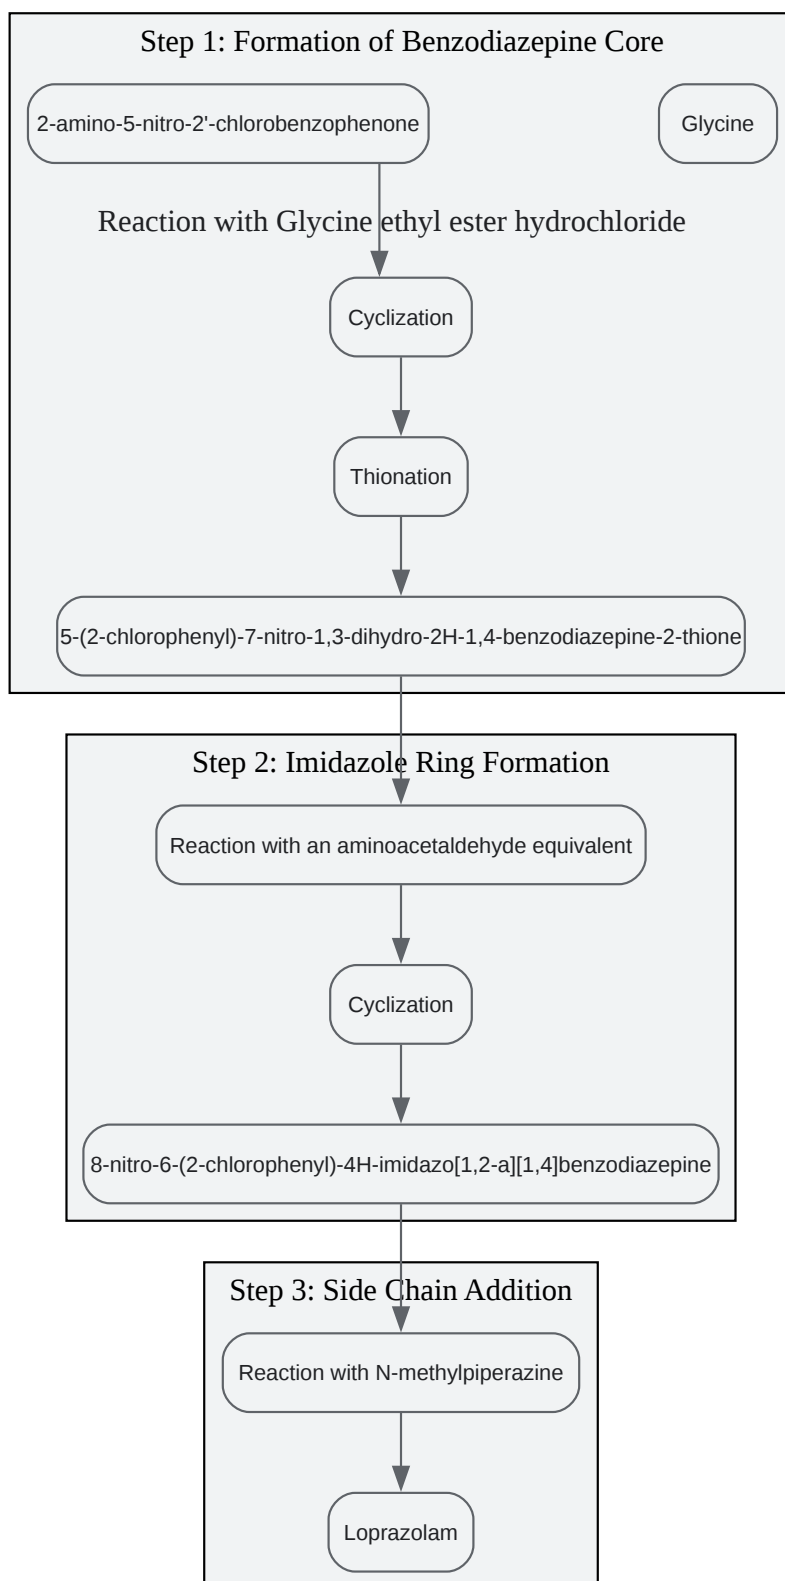 Step 1: Formation of Benzodiazepine Core
2-amino-5-nitro-2'-chlorobenzophenone
Glycine
Reaction with Glycine ethyl ester hydrochloride
Cyclization
Thionation
5-(2-chlorophenyl)-7-nitro-1,3-dihydro-2H-1,4-benzodiazepine-2-thione
Step 2: Imidazole Ring Formation
Reaction with an aminoacetaldehyde equivalent
Cyclization
8-nitro-6-(2-chlorophenyl)-4H-imidazo[1,2-a][1,4]benzodiazepine
Step 3: Side Chain Addition
Reaction with N-methylpiperazine
Loprazolam